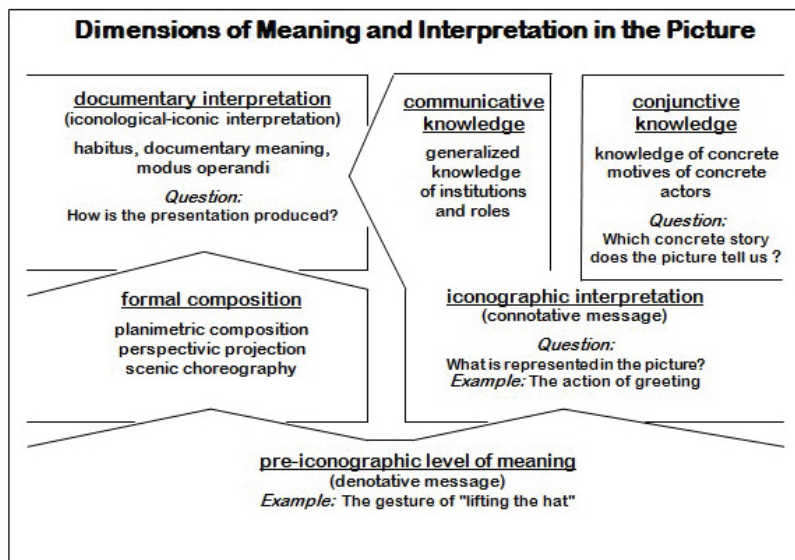 Dimensions of Meaning and Interpretation in the Picture
documentary interpretation
(iconological-iconic interpretation)
habitus, documentary meaning,
modus operandi
Question:
How is the presentation produced?
communicative
knowledge
generalized
knowledge
of institutions
and roles
conjunctive
knowledge
knowledge of concrete
motives of concrete
actors
Question:
Which concrete story
does the picture tell us ?
formal composition
planimetric composition
perspectivic projection
scenic choreography
iconographic interpretation
(connotative message)
Question:
What is represented in the picture?
Example: The action of greeting
pre-iconographic level of meaning
(denotative message)
Example: The gesture of "lifting the hat"